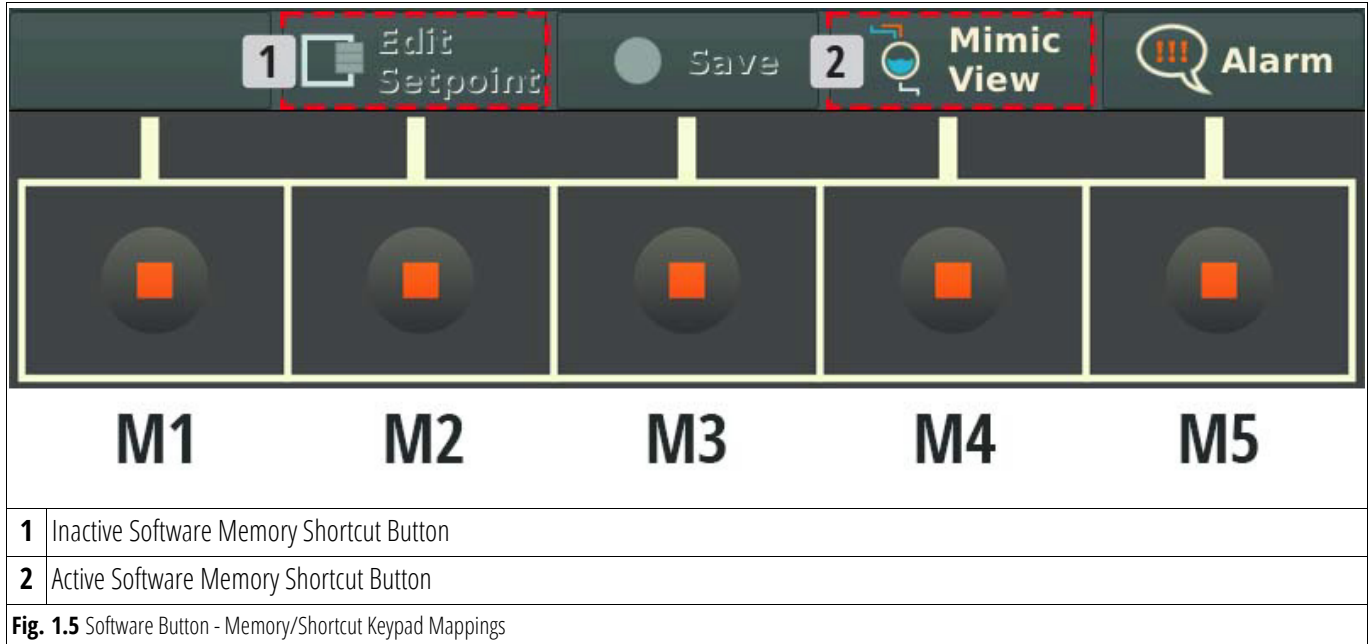 1 Edit Setpoint Save 2 Mimic View !!! Alarm
M1 M2 M3 M4 M5
1 Inactive Software Memory Shortcut Button
2 Active Software Memory Shortcut Button
Fig. 1.5 Software Button - Memory/Shortcut Keypad Mappings